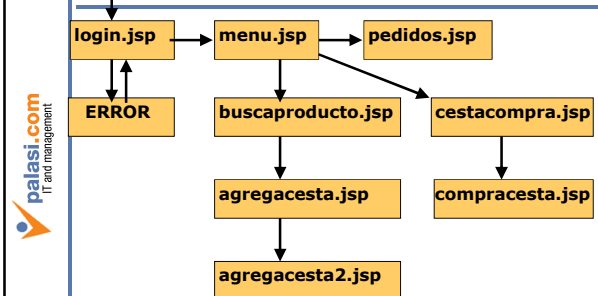 login.jsp
menu.jsp
pedidos.jsp
ERROR
buscaproducto.jsp
cestacompra.jsp
agregacesta.jsp
compracesta.jsp
agregacesta2.jsp
palasi.com
IT and management